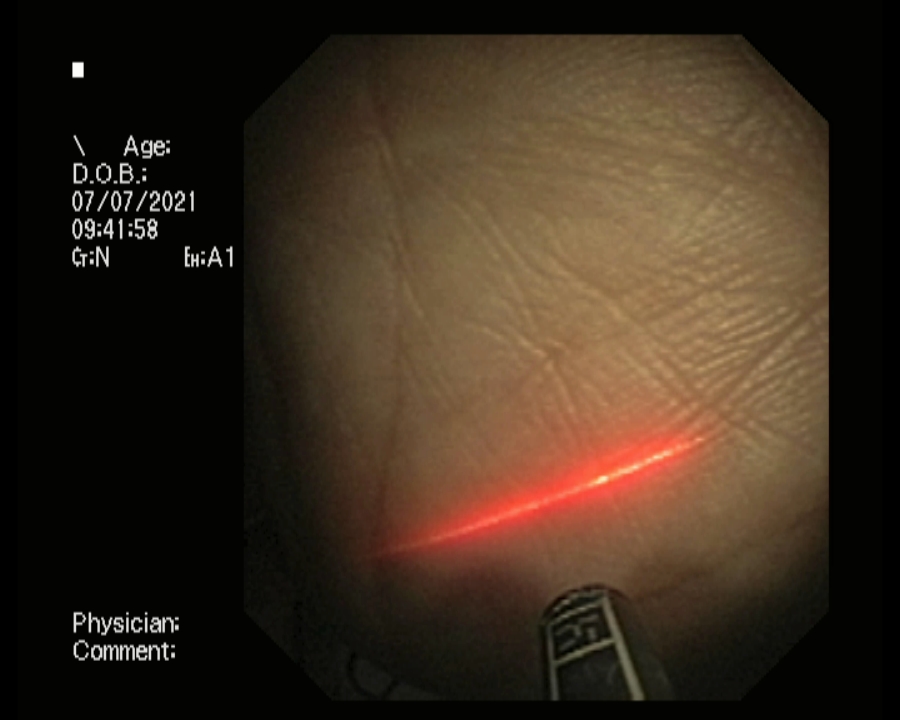 \ Age:
D.O.B.:
07/07/2021
09:41:58
Cr:N Eh:A1
Physician:
Comment: